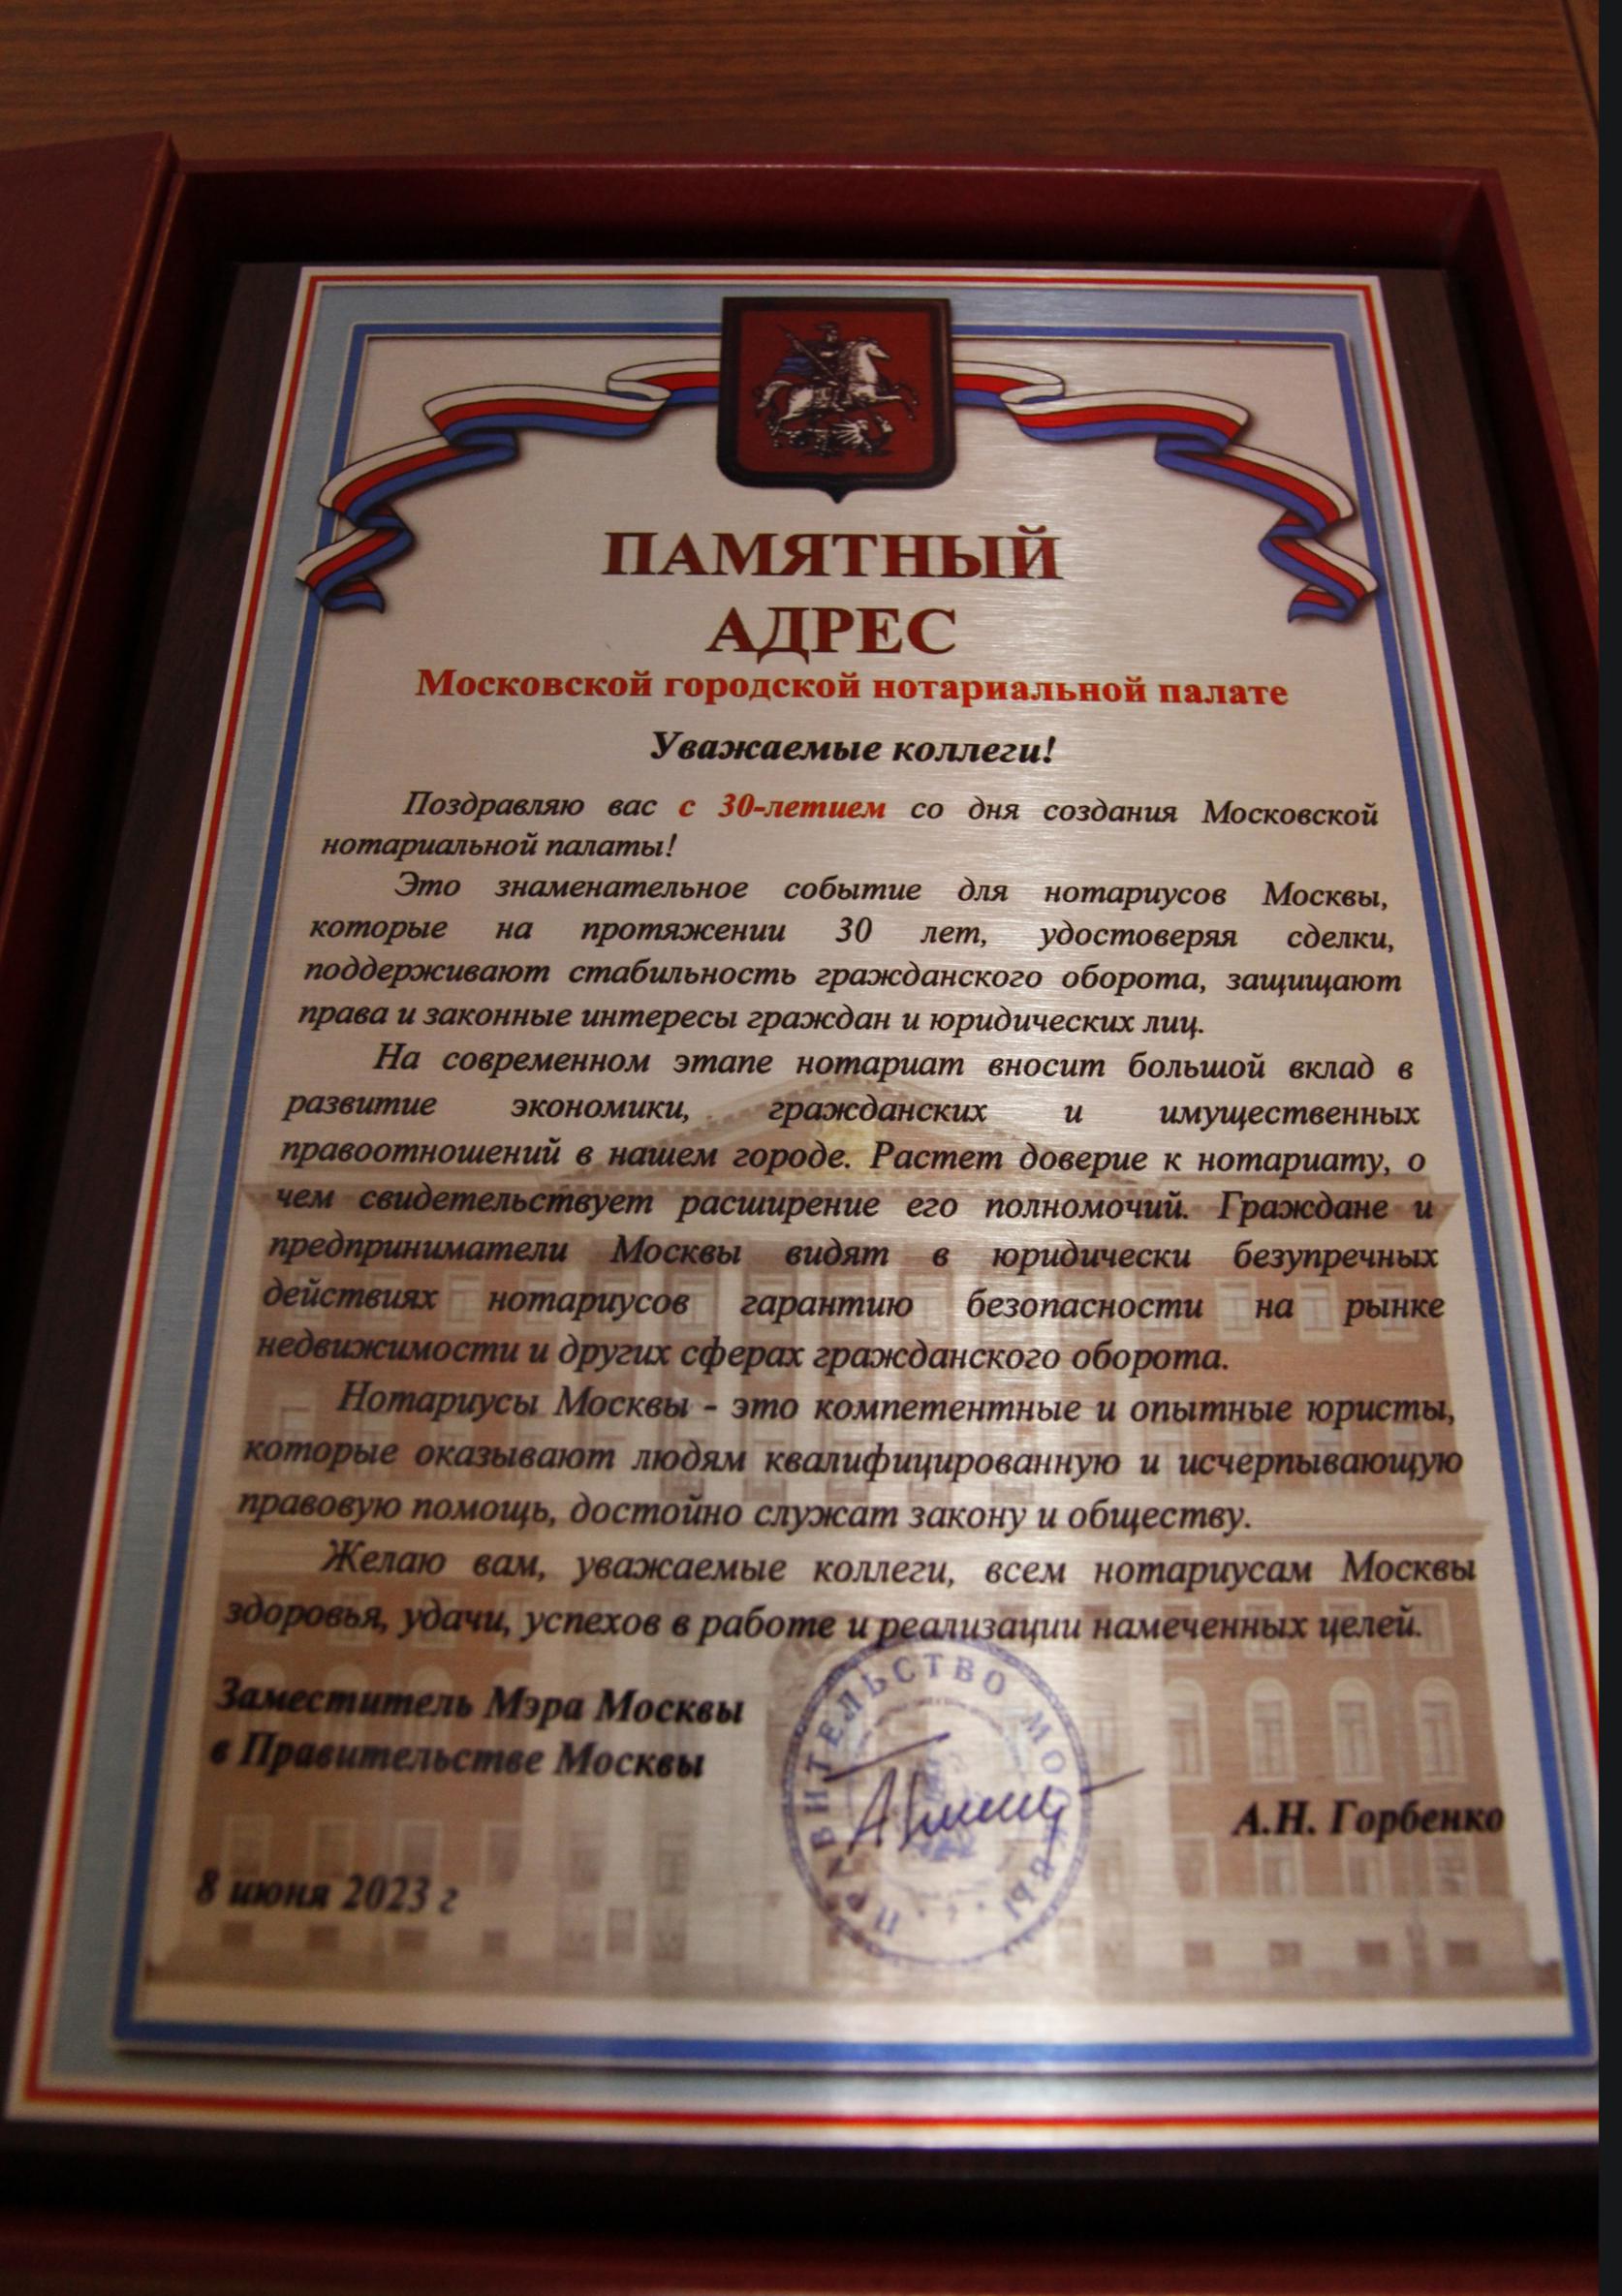 ПАМЯТНЫЙ
АДРЕС
Московской городской нотариальной палате
Уважаемые коллеги!
Поздравляю вас с 30-летием со дня создания Московской
нотариальной палаты!
Это знаменательное событие для нотариусов Москвы,
которые на протяжении 30 лет, удостоверяя сделки,
поддерживают стабильность гражданского оборота, защищают
права и законные интересы граждан и юридических лиц.
На современном этапе нотариат вносит большой вклад в
развитие экономики, гражданских и имущественных
правоотношений в нашем городе. Растет доверие к нотариату, о
чем свидетельствует расширение его полномочий. Граждане и
предприниматели Москвы видят в юридически безупречных
действиях нотариусов гарантию безопасности на рынке
недвижимости и других сферах гражданского оборота.
Нотариусы Москвы - это компетентные и опытные юристы,
которые оказывают людям квалифицированную и исчерпывающую
правовую помощь, достойно служат закону и обществу.
Желаю вам, уважаемые коллеги, всем нотариусам Москвы
здоровья, удачи, успехов в работе и реализации намеченных целей.
Заместитель Мэра Москвы
в Правительстве Москвы
ПРАВИТЕЛЬСТВО МОСКВЫ
А.Н. Горбенко
8 июня 2023 г